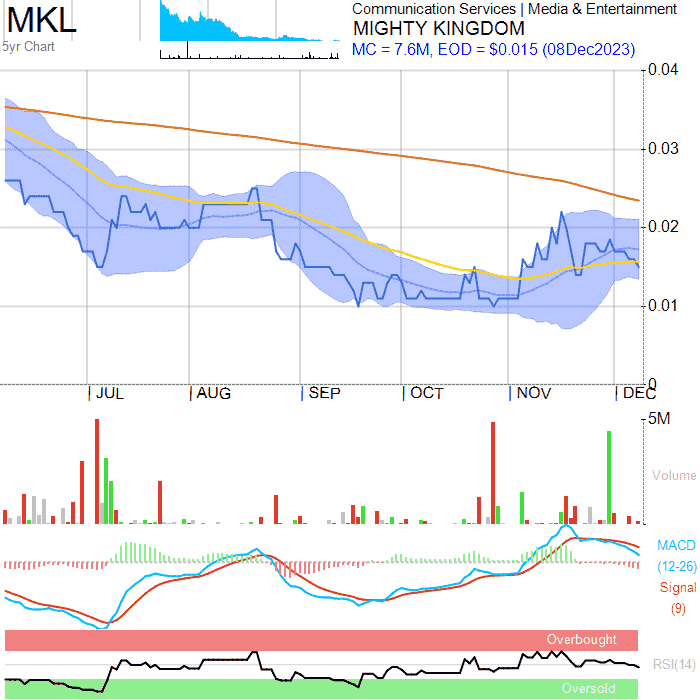 MKL
5yr Chart
Communication Services | Media & Entertainment
MIGHTY KINGDOM
MC = 7.6M, EOD = $0.015 (08Dec2023)
0.04
0.03
0.02
0.01
0
JUL AUG SEP OCT NOV DEC
5M
Volume
MACD
(12-26)
Signal
(9)
Overbought
RSI(14)
Oversold